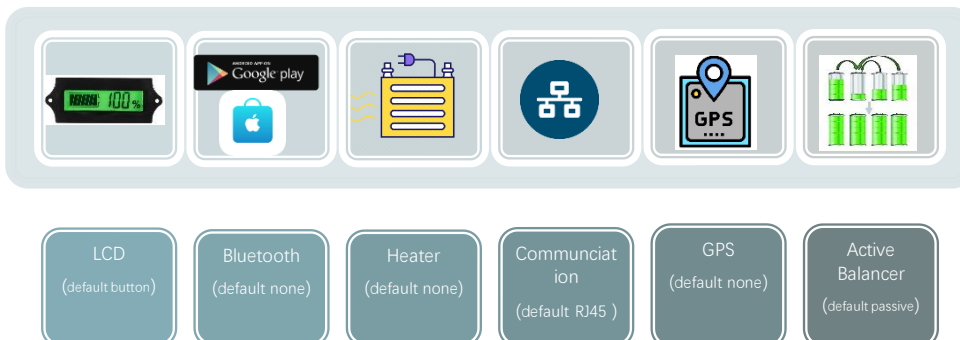 100%
ANDROID APP ON
Google play
GPS
LCD
(default button)
Bluetooth
(default none)
Heater
(default none)
Communciat
ion
(default RJ45 )
GPS
(default none)
Active
Balancer
(default passive)